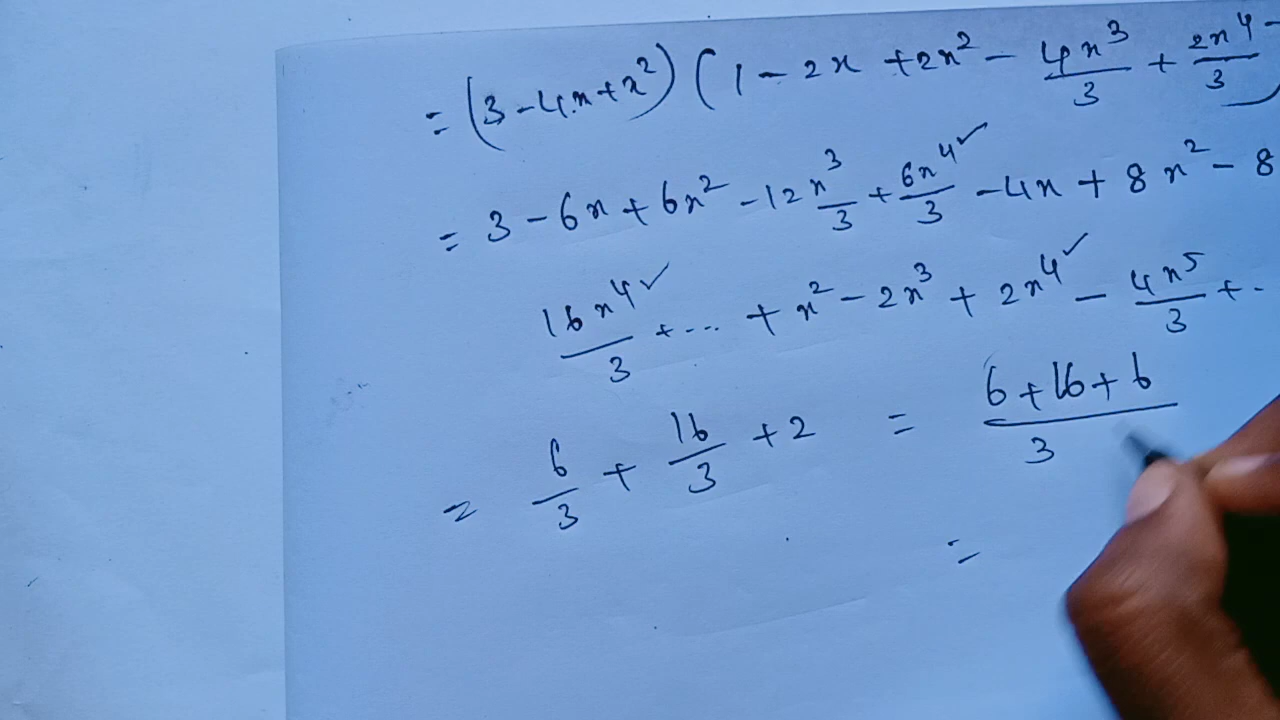 = (3 - 4x + x²) (1 - 2x + 2x² - 4x³/3 + 2x⁴/3 -
= 3 - 6x + 6x² - 12x³/3 + 6x⁴/3 ✓ - 4x + 8x² - 8
16x⁴/3 ✓ + ... + x² - 2x³ + 2x⁴ ✓ - 4x⁵/3 + ..
= 6/3 + 16/3 + 2 = (6 + 16 + 6)/3
=